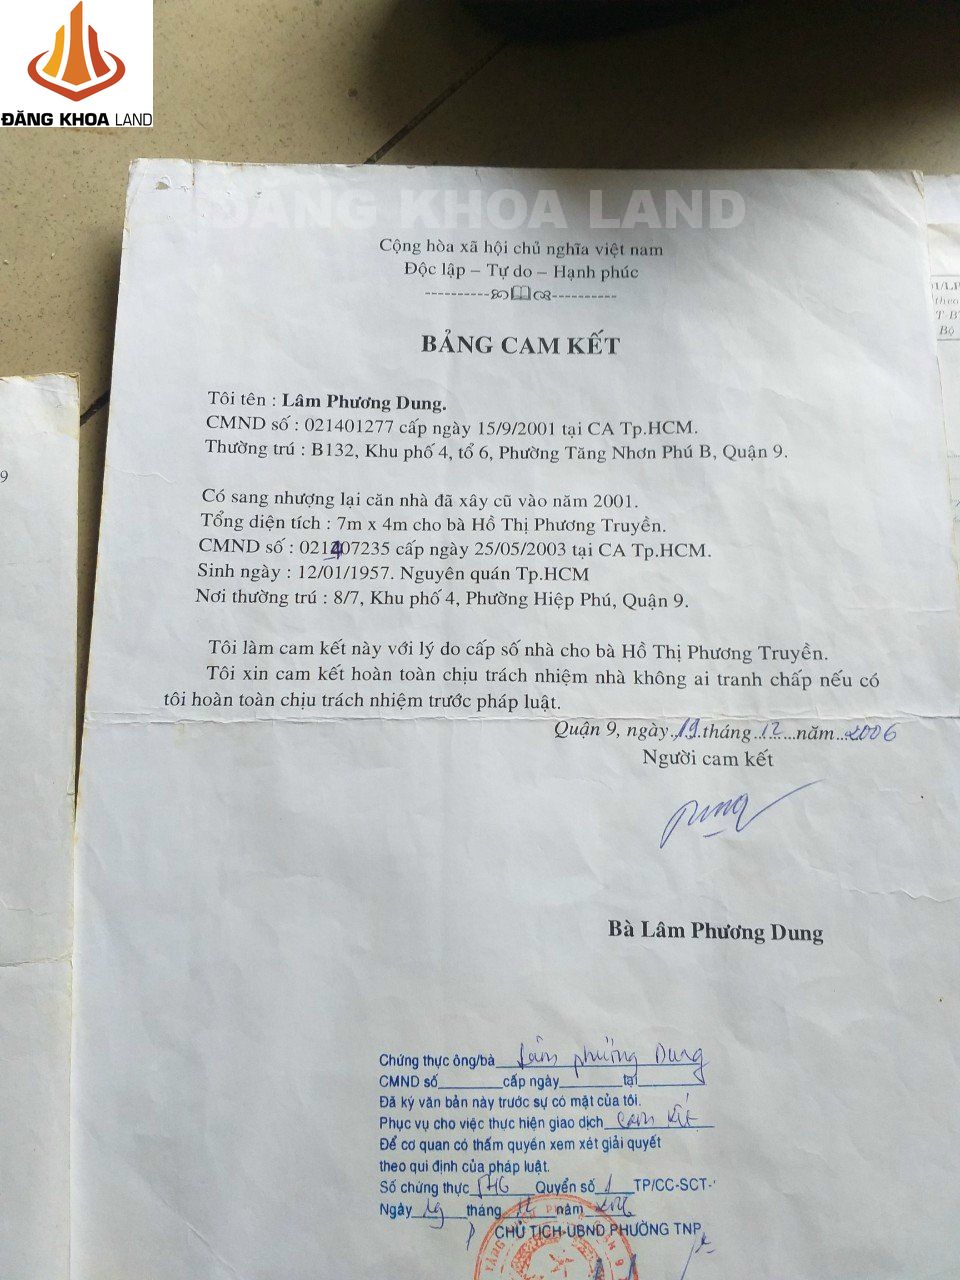 ĐĂNG KHOA LAND
ĐĂNG KHOA LAND
Cộng hòa xã hội chủ nghĩa việt nam
Độc lập – Tự do – Hạnh phúc
BẢNG CAM KẾT
Tôi tên : Lâm Phương Dung.
CMND số : 021401277 cấp ngày 15/9/2001 tại CA Tp.HCM.
Thường trú : B132, Khu phố 4, tổ 6, Phường Tăng Nhơn Phú B, Quận 9.
Có sang nhượng lại căn nhà đã xây cũ vào năm 2001.
Tổng diện tích : 7m x 4m cho bà Hồ Thị Phương Truyền.
CMND số : 021407235 cấp ngày 25/05/2003 tại CA Tp.HCM.
Sinh ngày : 12/01/1957. Nguyên quán Tp.HCM
Nơi thường trú : 8/7, Khu phố 4, Phường Hiệp Phú, Quận 9.
Tôi làm cam kết này với lý do cấp số nhà cho bà Hồ Thị Phương Truyền.
Tôi xin cam kết hoàn toàn chịu trách nhiệm nhà không ai tranh chấp nếu có
tôi hoàn toàn chịu trách nhiệm trước pháp luật.
Quận 9, ngày 19 tháng 12 năm 2006
Người cam kết
Dung
Bà Lâm Phương Dung
Chứng thực ông/bà Lâm Phương Dung
CMND số cấp ngày tại
Đã ký văn bản này trước sự có mặt của tôi.
Phục vụ cho việc thực hiện giao dịch cam kết
Để cơ quan có thẩm quyền xem xét giải quyết
theo qui định của pháp luật.
Số chứng thực Quyển số 1 TP/CC-SCT-
Ngày 19 tháng 12 năm 2006
CHỦ TỊCH UBND PHƯỜNG TNP
9
01/LP
theo
T-BT
Bộ